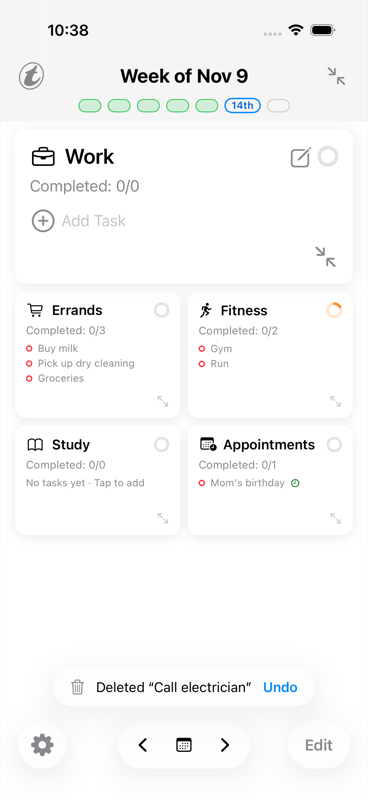 10:38
t
Week of Nov 9
14th
Work
Completed: 0/0
Add Task
Errands
Completed: 0/3
Buy milk
Pick up dry cleaning
Groceries
Fitness
Completed: 0/2
Gym
Run
Study
Completed: 0/0
No tasks yet · Tap to add
Appointments
Completed: 0/1
Mom's birthday
Deleted “Call electrician” Undo
Edit